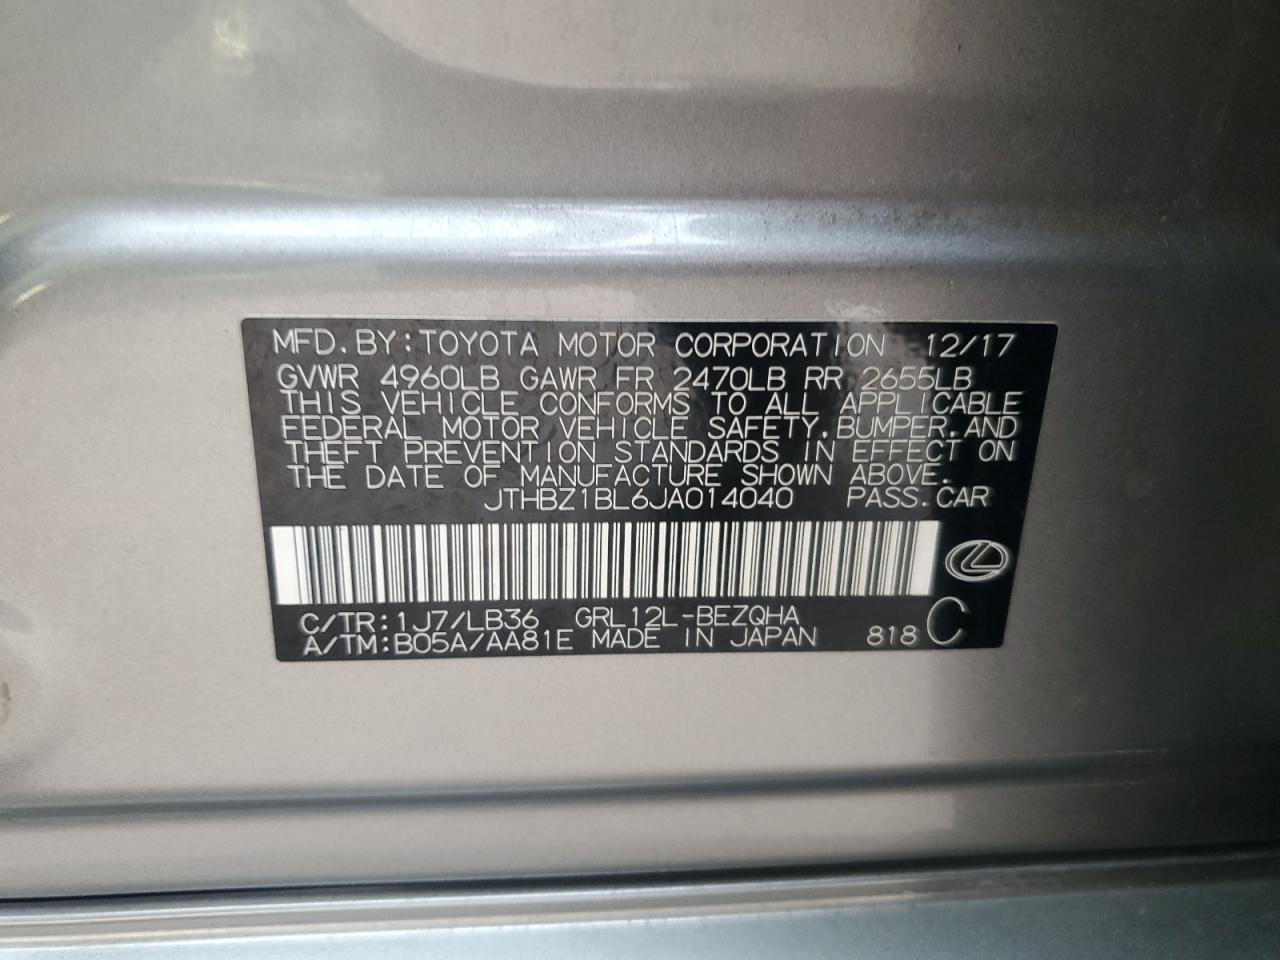 MFD. BY: TOYOTA MOTOR CORPORATION 12/17
GVWR 4960LB GAWR FR 2470LB RR 2655LB
THIS VEHICLE CONFORMS TO ALL APPLICABLE
FEDERAL MOTOR VEHICLE SAFETY, BUMPER, AND
THEFT PREVENTION STANDARDS IN EFFECT ON
THE DATE OF MANUFACTURE SHOWN ABOVE.
JTHBZ1BL6JA014040 PASS. CAR
C/TR: 1J7/LB36 GRL12L-BEZQHA
A/TM: B05A/AA81E MADE IN JAPAN 818 C